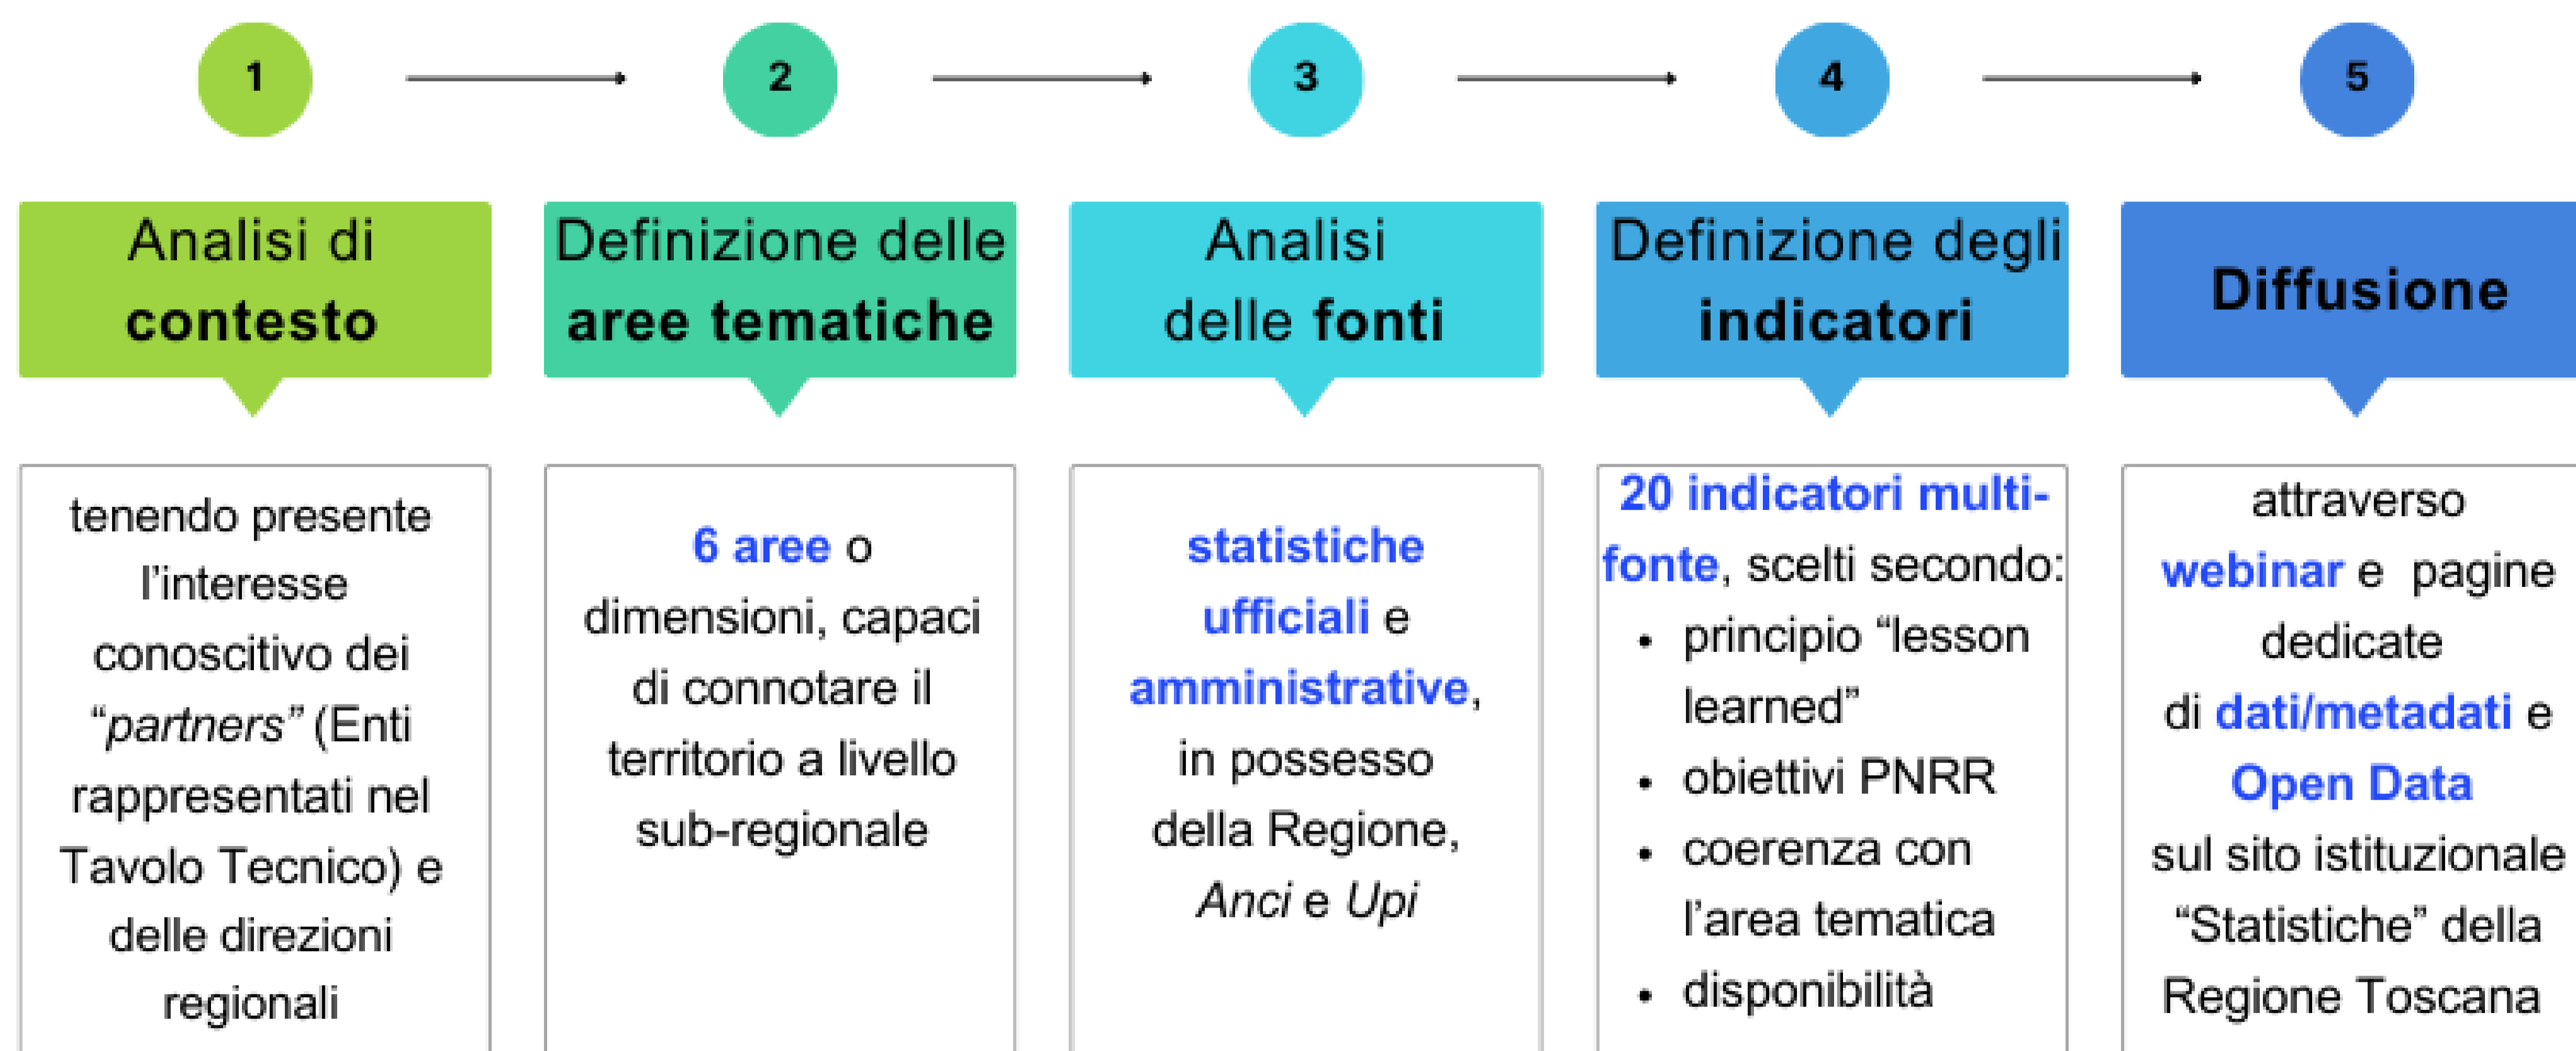 1
2
3
4
5
Analisi di
contesto
Definizione delle
aree tematiche
Analisi
delle fonti
Definizione degli
indicatori
Diffusione
tenendo presente
l’interesse
conoscitivo dei
“partners” (Enti
rappresentati nel
Tavolo Tecnico) e
delle direzioni
regionali
6 aree o
dimensioni, capaci
di connotare il
territorio a livello
sub-regionale
statistiche
ufficiali e
amministrative,
in possesso
della Regione,
Anci e Upi
20 indicatori multi-
fonte, scelti secondo:
• principio “lesson
learned”
• obiettivi PNRR
• coerenza con
l’area tematica
• disponibilità
attraverso
webinar e pagine
dedicate
di dati/metadati e
Open Data
sul sito istituzionale
“Statistiche” della
Regione Toscana